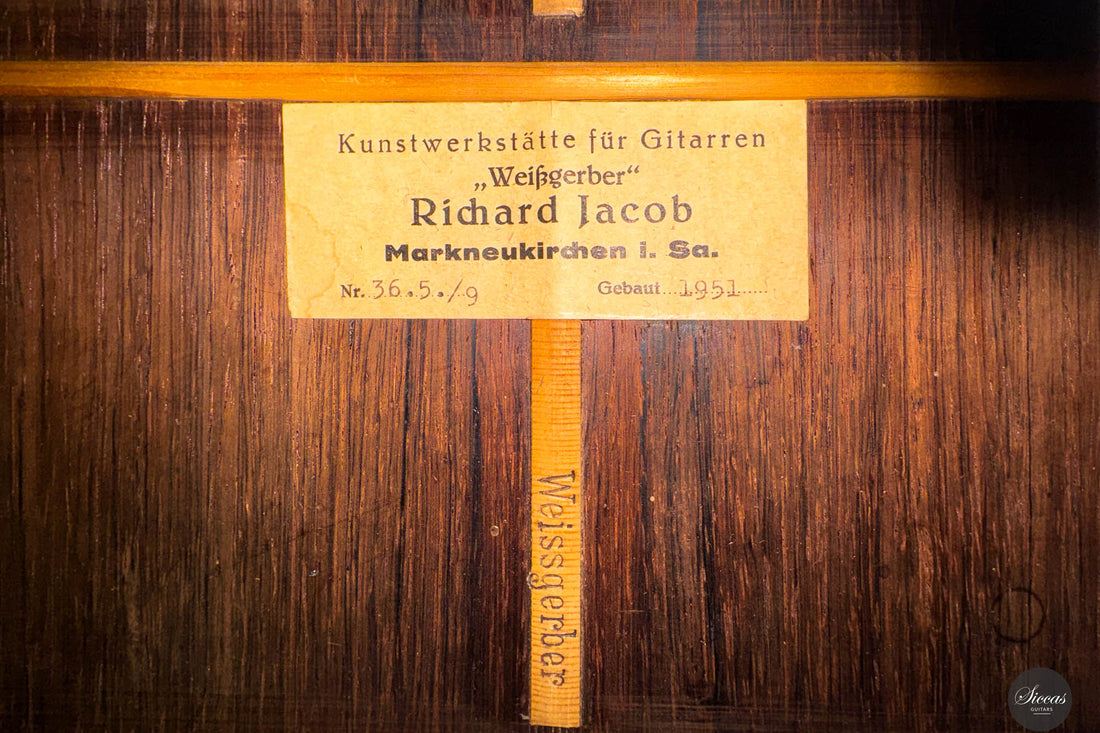 Kunstwerkstätte für Gitarren
„Weißgerber“
Richard Jacob
Markneukirchen i. Sa.
Nr. 36.5./9 Gebaut 1951
Weissgerber
Siccas
GUITARS